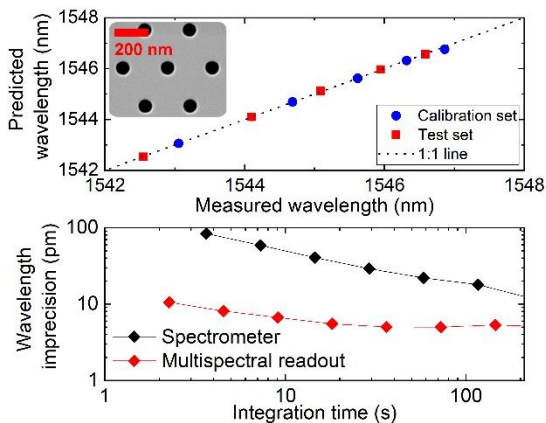 Predicted
wavelength (nm)
1548
1546
1544
1542
200 nm
Calibration set
Test set
1:1 line
1542 1544 1546 1548
Measured wavelength (nm)
Wavelength
imprecision (pm)
100
10
1
Spectrometer
Multispectral readout
1 10 100
Integration time (s)